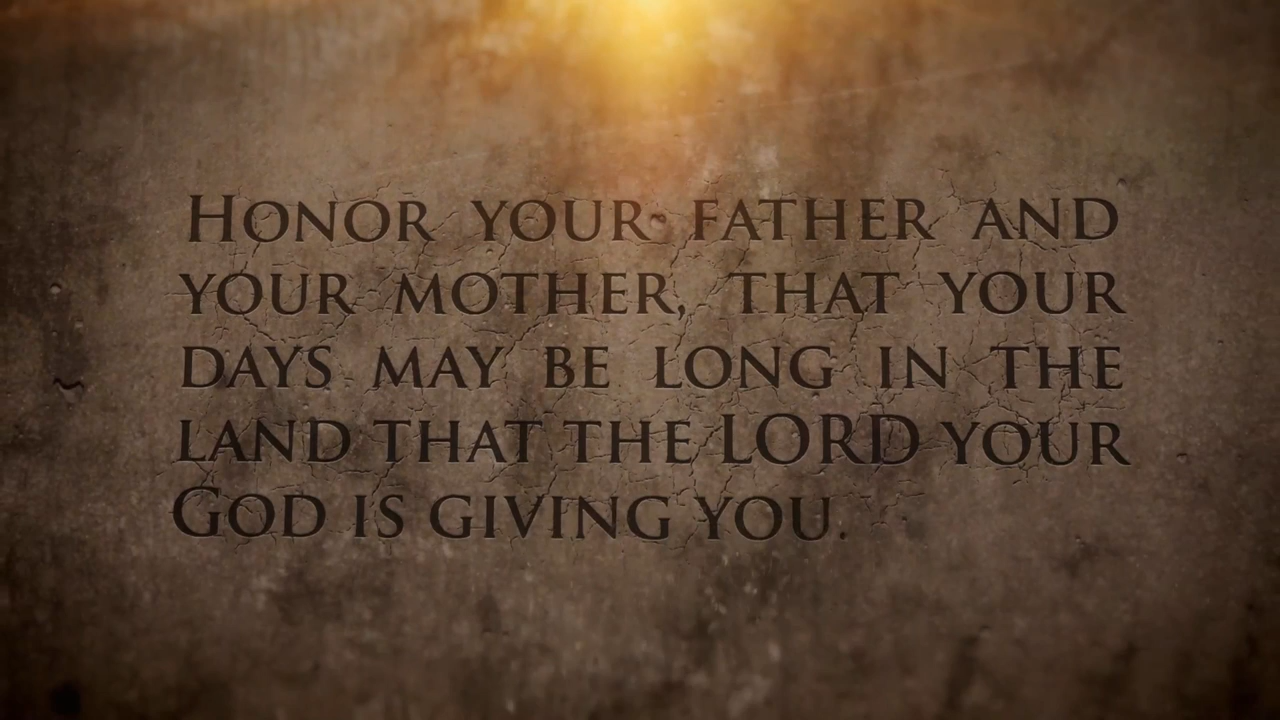 Honor your father and
your mother, that your
days may be long in the
land that the LORD your
God is giving you.